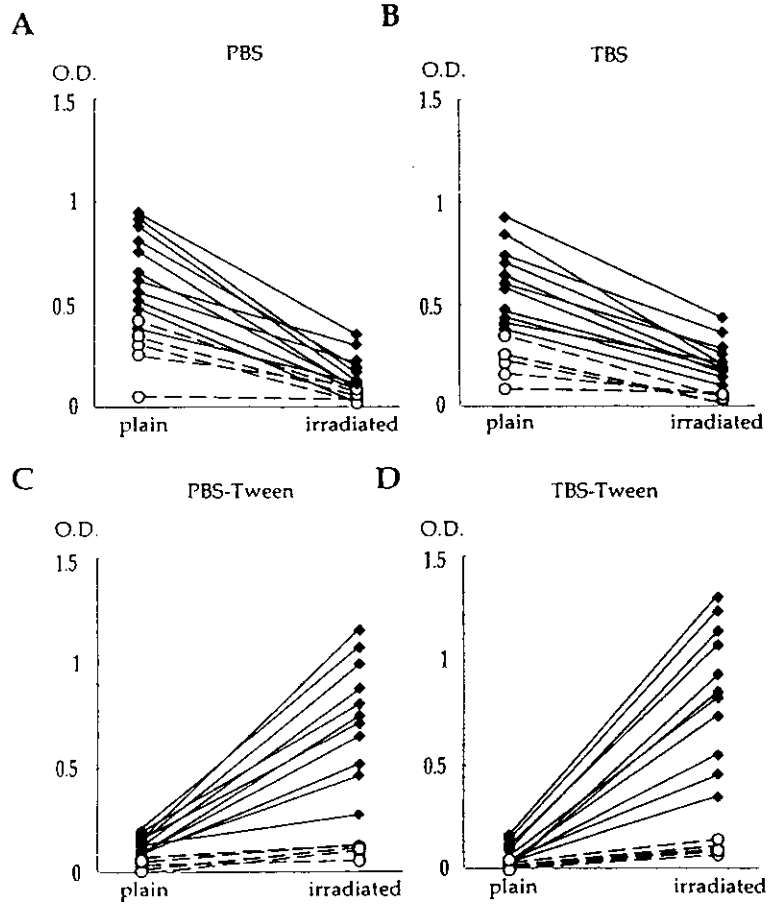 A
PBS
O.D.
1.5
1
0.5
0
plain
irradiated
B
TBS
O.D.
1.5
1
0.5
0
plain
irradiated
C
PBS-Tween
O.D.
1.5
1
0.5
0
plain
irradiated
D
TBS-Tween
O.D.
1.5
1
0.5
0
plain
irradiated